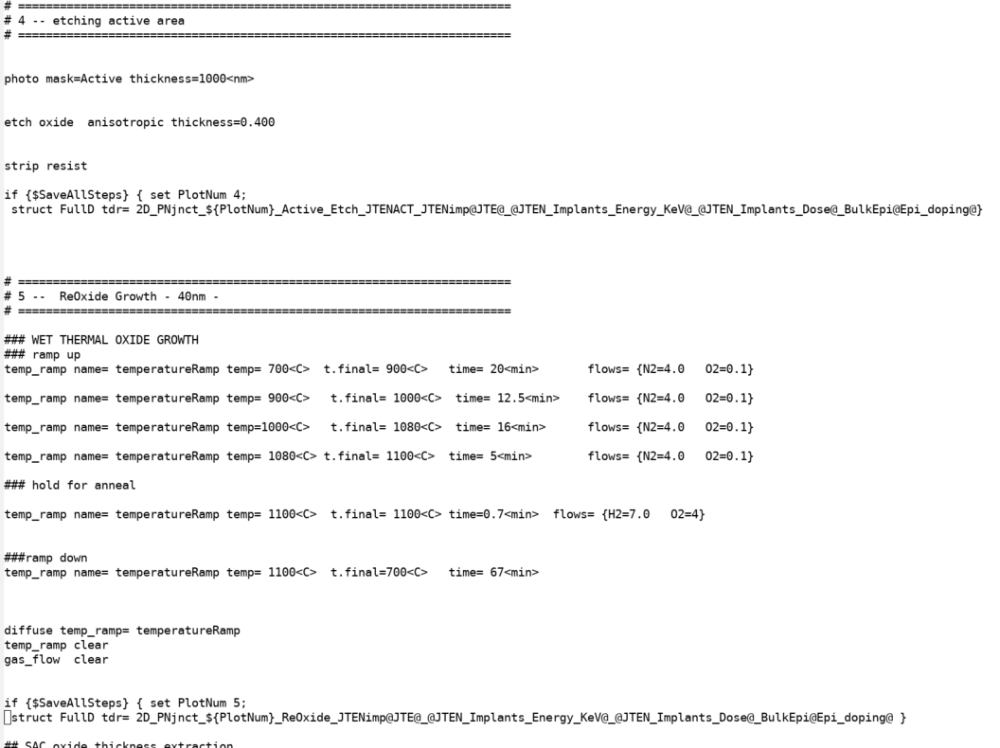 # =======================================================================
# 4 -- etching active area
# =======================================================================
photo mask=Active thickness=1000<nm>
etch oxide  anisotropic thickness=0.400
strip resist
if {$SaveAllSteps} { set PlotNum 4;
 struct FullD tdr= 2D_PNjnct_${PlotNum}_Active_Etch_JTENACT_JTENimp@JTE@_@JTEN_Implants_Energy_KeV@_@JTEN_Implants_Dose@_BulkEpi@Epi_doping@}
# =======================================================================
# 5 --  ReOxide Growth - 40nm -
# =======================================================================
### WET THERMAL OXIDE GROWTH
### ramp up
temp_ramp name= temperatureRamp temp= 700<C>  t.final= 900<C>   time= 20<min>       flows= {N2=4.0   O2=0.1}
temp_ramp name= temperatureRamp temp= 900<C>   t.final= 1000<C>  time= 12.5<min>    flows= {N2=4.0   O2=0.1}
temp_ramp name= temperatureRamp temp=1000<C>   t.final= 1080<C>  time= 16<min>      flows= {N2=4.0   O2=0.1}
temp_ramp name= temperatureRamp temp= 1080<C> t.final= 1100<C>  time= 5<min>        flows= {N2=4.0   O2=0.1}
### hold for anneal
temp_ramp name= temperatureRamp temp= 1100<C>  t.final= 1100<C> time=0.7<min>  flows= {H2=7.0   O2=4}
###ramp down
temp_ramp name= temperatureRamp temp= 1100<C>  t.final=700<C>   time= 67<min>
diffuse temp_ramp= temperatureRamp
temp_ramp clear
gas_flow  clear
if {$SaveAllSteps} { set PlotNum 5;
 struct FullD tdr= 2D_PNjnct_${PlotNum}_ReOxide_JTENimp@JTE@_@JTEN_Implants_Energy_KeV@_@JTEN_Implants_Dose@_BulkEpi@Epi_doping@ }
## SAC oxide thickness extraction